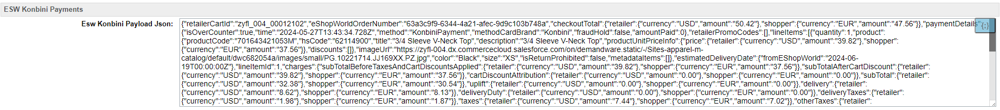 ESW Konbini Payments
Esw Konbini Payload Json:
{"retailerCartId":"zyfl_004_00012102","eShopWorldOrderNumber":"63a3c9f9-6344-4a21-afec-9d9c103b748a","checkoutTotal":{"retailer":{"currency":"USD","amount":"50.42"},"shopper":{"currency":"EUR","amount":"47.56"}},"paymentDetails":
{"isOverCounter":true,"time":"2024-05-27T13:43:34.728Z","method":"KonbiniPayment","methodCardBrand":"Konbini","fraudHold":false,"amountPaid":0},"retailerPromoCodes":[],"lineItems":[{"quantity":1,"product":
{"productCode":"701643421053M","hsCode":"62114900","title":"3/4 Sleeve V-Neck Top","description":"3/4 Sleeve V-Neck Top","productUnitPriceInfo":{"price":{"retailer":{"currency":"USD","amount":"39.82"},"shopper":
{"currency":"EUR","amount":"37.56"}},"discounts":[]},"imageUrl":"https://zyfl-004.dx.commercecloud.salesforce.com/on/demandware.static/-/Sites-apparel-m-
catalog/default/dwc682054a/images/small/PG.10221714.JJ169XX.PZ.jpg","color":"Black","size":"XS","isReturnProhibited":false,"metadataItems":[]},"estimatedDeliveryDate":{"fromEShopWorld":"2024-06-
19T00:00:00Z"},"lineItemId":1,"charges":{"subTotalBeforeTaxesAndCartDiscountsApplied":{"retailer":{"currency":"USD","amount":"39.82"},"shopper":{"currency":"EUR","amount":"37.56"}},"subTotalAfterCartDiscount":{"retailer":
{"currency":"USD","amount":"39.82"},"shopper":{"currency":"EUR","amount":"37.56"}},"cartDiscountAttribution":{"retailer":{"currency":"USD","amount":"0.00"},"shopper":{"currency":"EUR","amount":"0.00"}},"subTotal":{"retailer":
{"currency":"USD","amount":"32.38"},"shopper":{"currency":"EUR","amount":"30.54"}},"uplift":{"retailer":{"currency":"USD","amount":"0.00"},"shopper":{"currency":"EUR","amount":"0.00"}},"delivery":{"retailer":
{"currency":"USD","amount":"8.62"},"shopper":{"currency":"EUR","amount":"8.13"}},"deliveryDuty":{"retailer":{"currency":"USD","amount":"0.00"},"shopper":{"currency":"EUR","amount":"0.00"}},"deliveryTaxes":{"retailer":
{"currency":"USD","amount":"1.98"},"shopper":{"currency":"EUR","amount":"1.87"}},"taxes":{"retailer":{"currency":"USD","amount":"7.44"},"shopper":{"currency":"EUR","amount":"7.02"}},"otherTaxes":{"retailer":
{;}